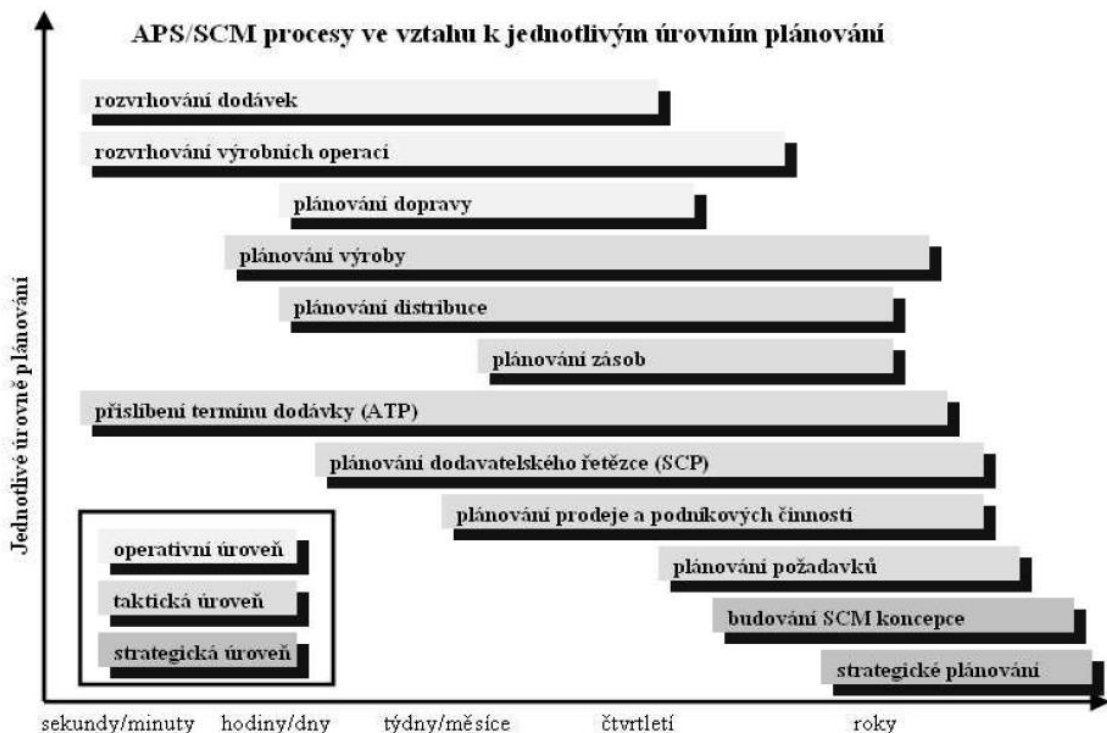 APS/SCM procesy ve vztahu k jednotlivým úrovním plánování
rozvrhování dodávek
rozvrhování výrobních operací
plánování dopravy
plánování výroby
plánování distribuce
plánování zásob
přislíbení termínu dodávky (ATP)
plánování dodavatelského řetězce (SCP)
plánování prodeje a podnikových činností
plánování požadavků
budování SCM koncepce
strategické plánování
operativní úroveň
taktická úroveň
strategická úroveň
Jednotlivé úrovně plánování
sekundy/minuty hodiny/dny týdny/měsíce čtvrtletí roky